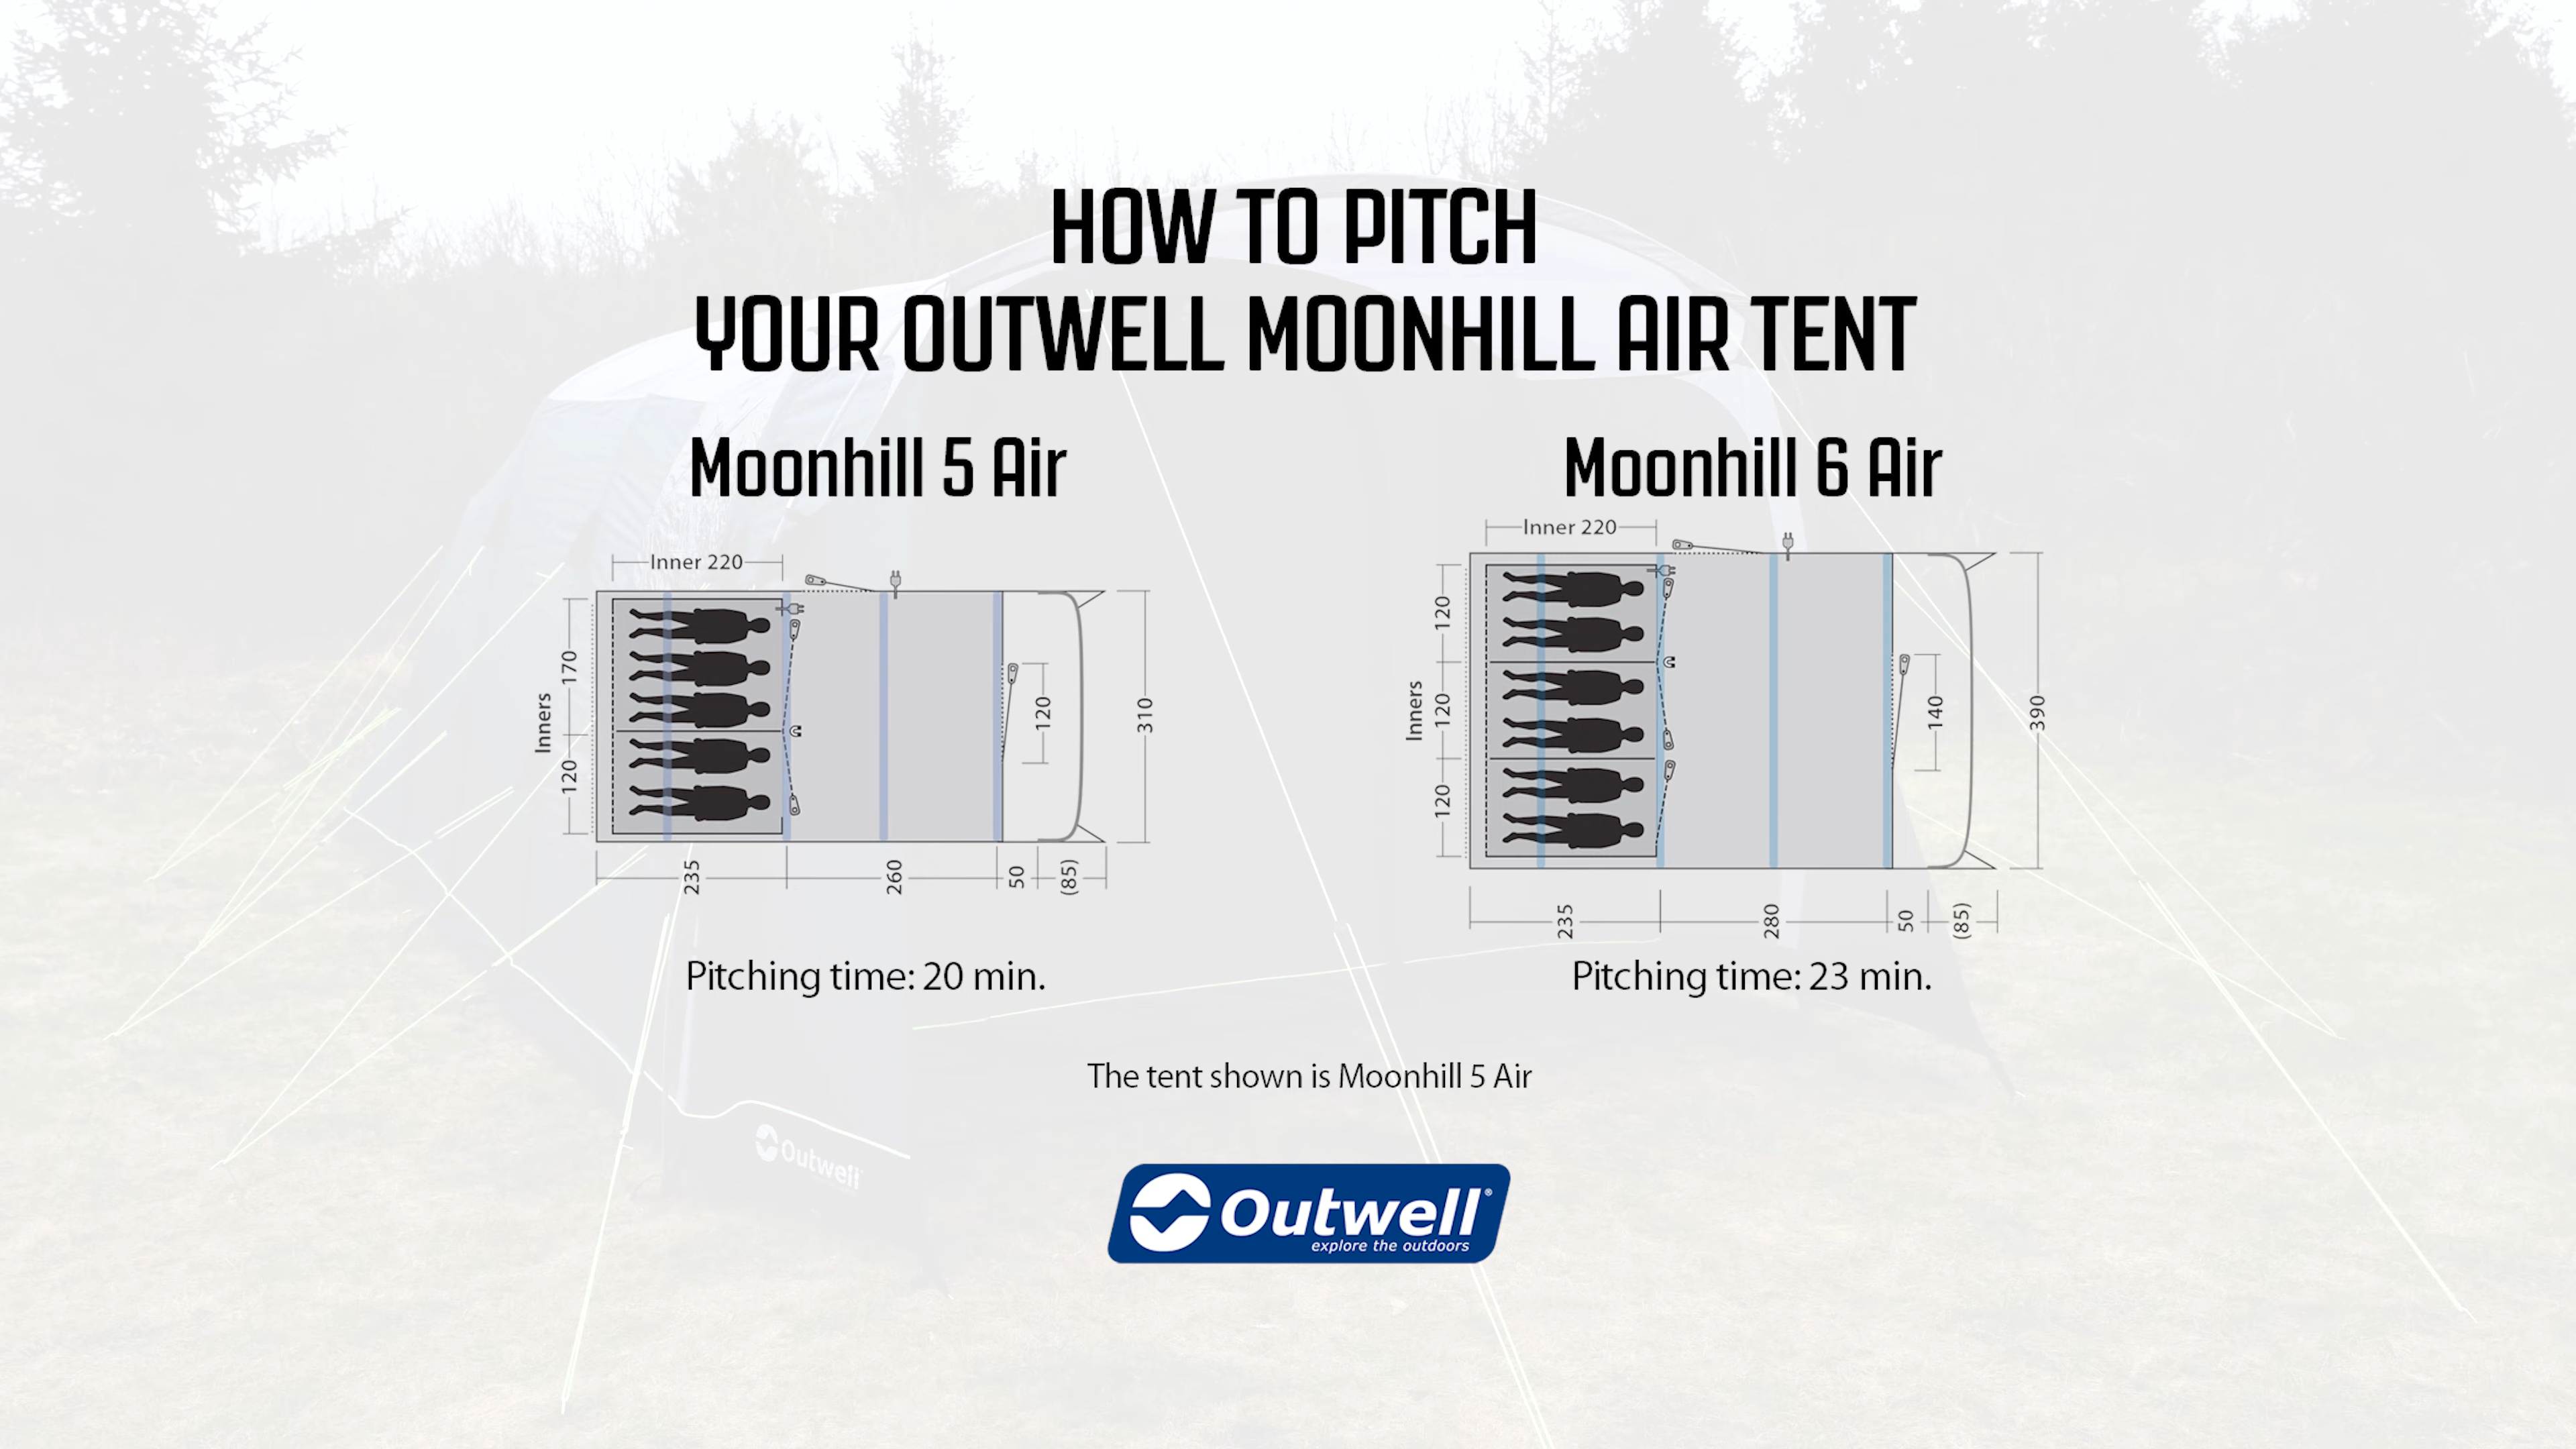 HOW TO PITCH
YOUR OUTWELL MOONHILL AIR TENT
Moonhill 5 Air
Inner 220
Inners
170
120
120
310
235
260
50
(85)
Pitching time: 20 min.
Moonhill 6 Air
Inner 220
Inners
120
120
120
140
390
235
280
50
(85)
Pitching time: 23 min.
The tent shown is Moonhill 5 Air
Outwell
Outwell®
explore the outdoors